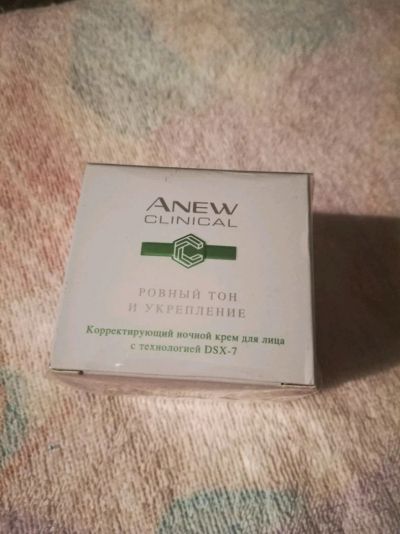 ANEW
CLINICAL
РОВНЫЙ ТОН
И УКРЕПЛЕНИЕ
Корректирующий ночной крем для лица
с технологией DSX-7